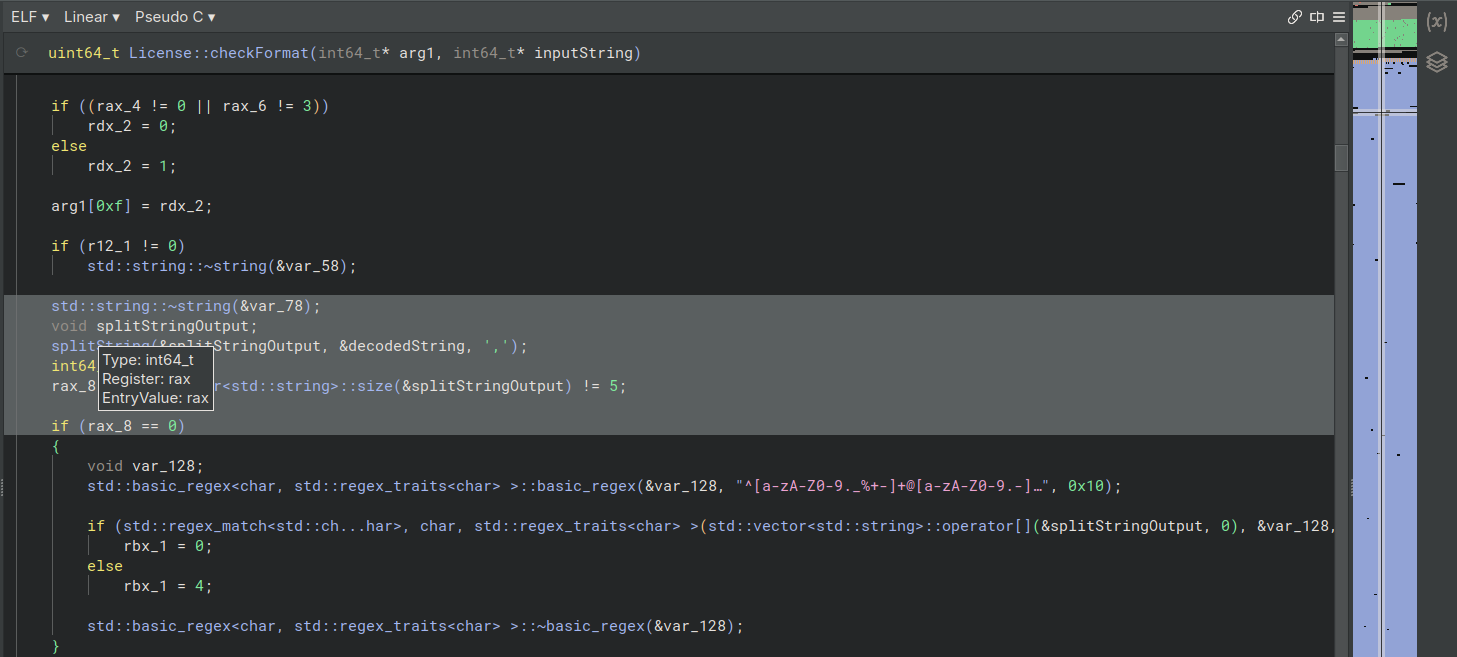 ELF ▾ Linear ▾ Pseudo C ▾
uint64_t License::checkFormat(int64_t* arg1, int64_t* inputString)
if ((rax_4 != 0 || rax_6 != 3))
rdx_2 = 0;
else
rdx_2 = 1;
arg1[0xf] = rdx_2;
if (r12_1 != 0)
std::string::~string(&var_58);
std::string::~string(&var_78);
void splitStringOutput;
splitString(&splitStringOutput, &decodedString, ',');
int64
Type: int64_t
Register: rax
EntryValue: rax
rax_8 r<std::string>::size(&splitStringOutput) != 5;
if (rax_8 == 0)
{
void var_128;
std::basic_regex<char, std::regex_traits<char> >::basic_regex(&var_128, "^[a-zA-Z0-9._%+-]+@[a-zA-Z0-9.-]…", 0x10);
if (std::regex_match<std::ch...har>, char, std::regex_traits<char> >(std::vector<std::string>::operator[](&splitStringOutput, 0), &var_128,
rbx_1 = 0;
else
rbx_1 = 4;
std::basic_regex<char, std::regex_traits<char> >::~basic_regex(&var_128);
}